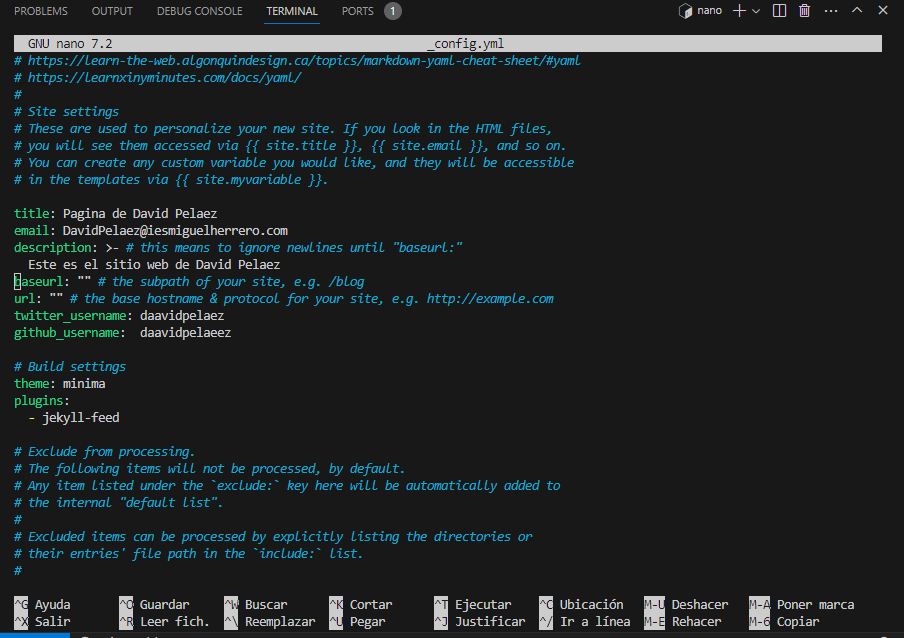 PROBLEMS OUTPUT DEBUG CONSOLE TERMINAL PORTS 1 nano
GNU nano 7.2 _config.yml
# https://learn-the-web.algonquindesign.ca/topics/markdown-yaml-cheat-sheet/#yaml
# https://learnxinyminutes.com/docs/yaml/
#
# Site settings
# These are used to personalize your new site. If you look in the HTML files,
# you will see them accessed via {{ site.title }}, {{ site.email }}, and so on.
# You can create any custom variable you would like, and they will be accessible
# in the templates via {{ site.myvariable }}.
title: Pagina de David Pelaez
email: DavidPelaez@iesmiguelherrero.com
description: >- # this means to ignore newlines until "baseurl:"
Este es el sitio web de David Pelaez
baseurl: "" # the subpath of your site, e.g. /blog
url: "" # the base hostname & protocol for your site, e.g. http://example.com
twitter_username: daavidpelaez
github_username:  daavidpelaeez
# Build settings
theme: minima
plugins:
- jekyll-feed
# Exclude from processing.
# The following items will not be processed, by default.
# Any item listed under the `exclude:` key here will be automatically added to
# the internal "default list".
#
# Excluded items can be processed by explicitly listing the directories or
# their entries' file path in the `include:` list.
#
^G Ayuda ^O Guardar ^W Buscar ^K Cortar ^T Ejecutar ^C Ubicación M-U Deshacer M-A Poner marca
^X Salir ^R Leer fich. ^\ Reemplazar ^U Pegar ^J Justificar ^/ Ir a línea M-E Rehacer M-6 Copiar